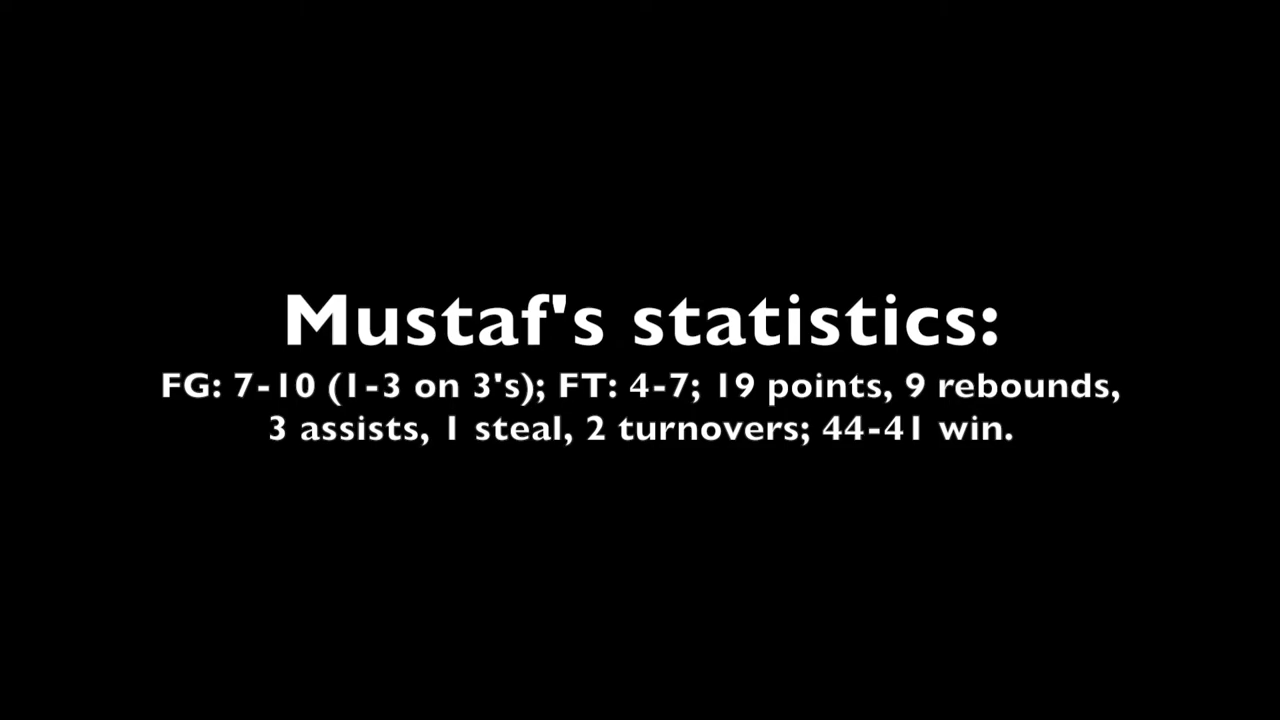 Mustaf's statistics:
FG: 7-10 (1-3 on 3's); FT: 4-7; 19 points, 9 rebounds,
3 assists, 1 steal, 2 turnovers; 44-41 win.